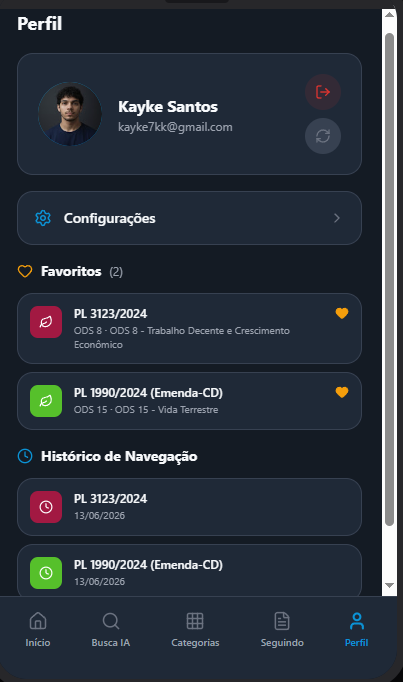 Perfil
Kayke Santos
kayke7kk@gmail.com
Configurações
Favoritos (2)
PL 3123/2024
ODS 8 · ODS 8 - Trabalho Decente e Crescimento
Econômico
PL 1990/2024 (Emenda-CD)
ODS 15 · ODS 15 - Vida Terrestre
Histórico de Navegação
PL 3123/2024
13/06/2026
PL 1990/2024 (Emenda-CD)
13/06/2026
Início Busca IA Categorias Seguindo Perfil